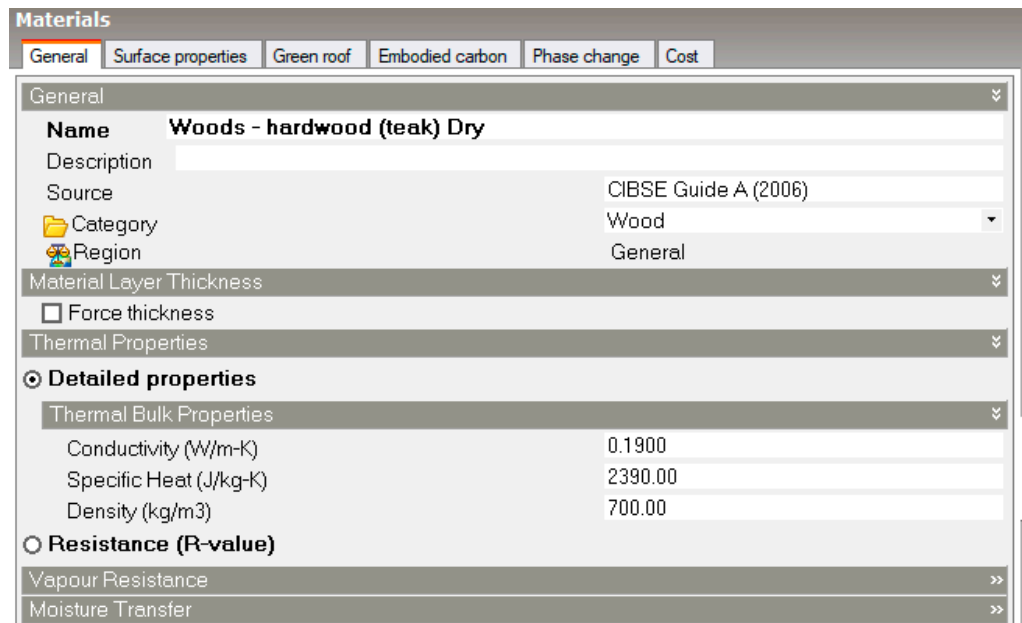 Materials
General Surface properties Green roof Embodied carbon Phase change Cost
General
Name Woods - hardwood (teak) Dry
Description
Source CIBSE Guide A (2006)
Category Wood
Region General
Material Layer Thickness
Force thickness
Thermal Properties
Detailed properties
Thermal Bulk Properties
Conductivity (W/m-K) 0.1900
Specific Heat (J/kg-K) 2390.00
Density (kg/m3) 700.00
Resistance (R-value)
Vapour Resistance
Moisture Transfer